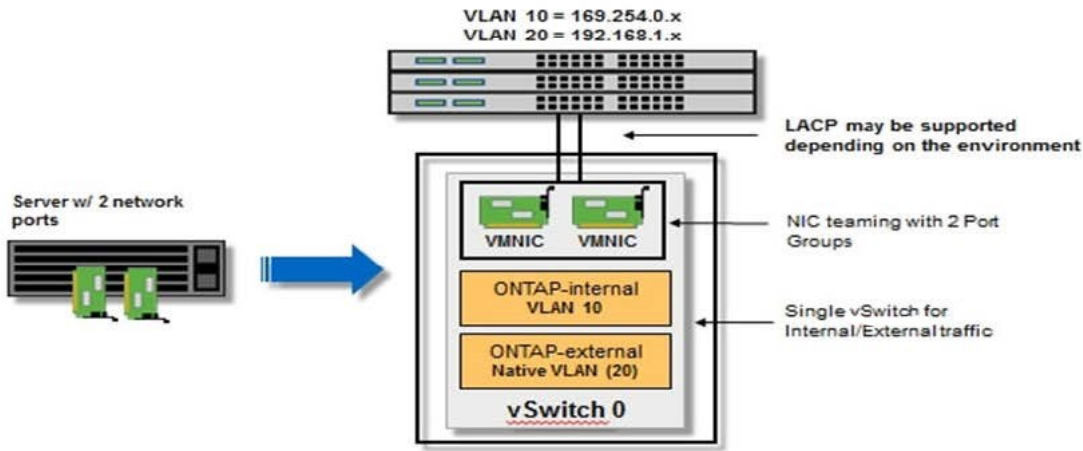 VLAN 10 = 169.254.0.x
VLAN 20 = 192.168.1.x
LACP may be supported
depending on the environment
Server w/ 2 network
ports
VMNIC VMNIC
NIC teaming with 2 Port
Groups
ONTAP-internal
VLAN 10
Single vSwitch for
Internal/External traffic
ONTAP-external
Native VLAN (20)
vSwitch 0